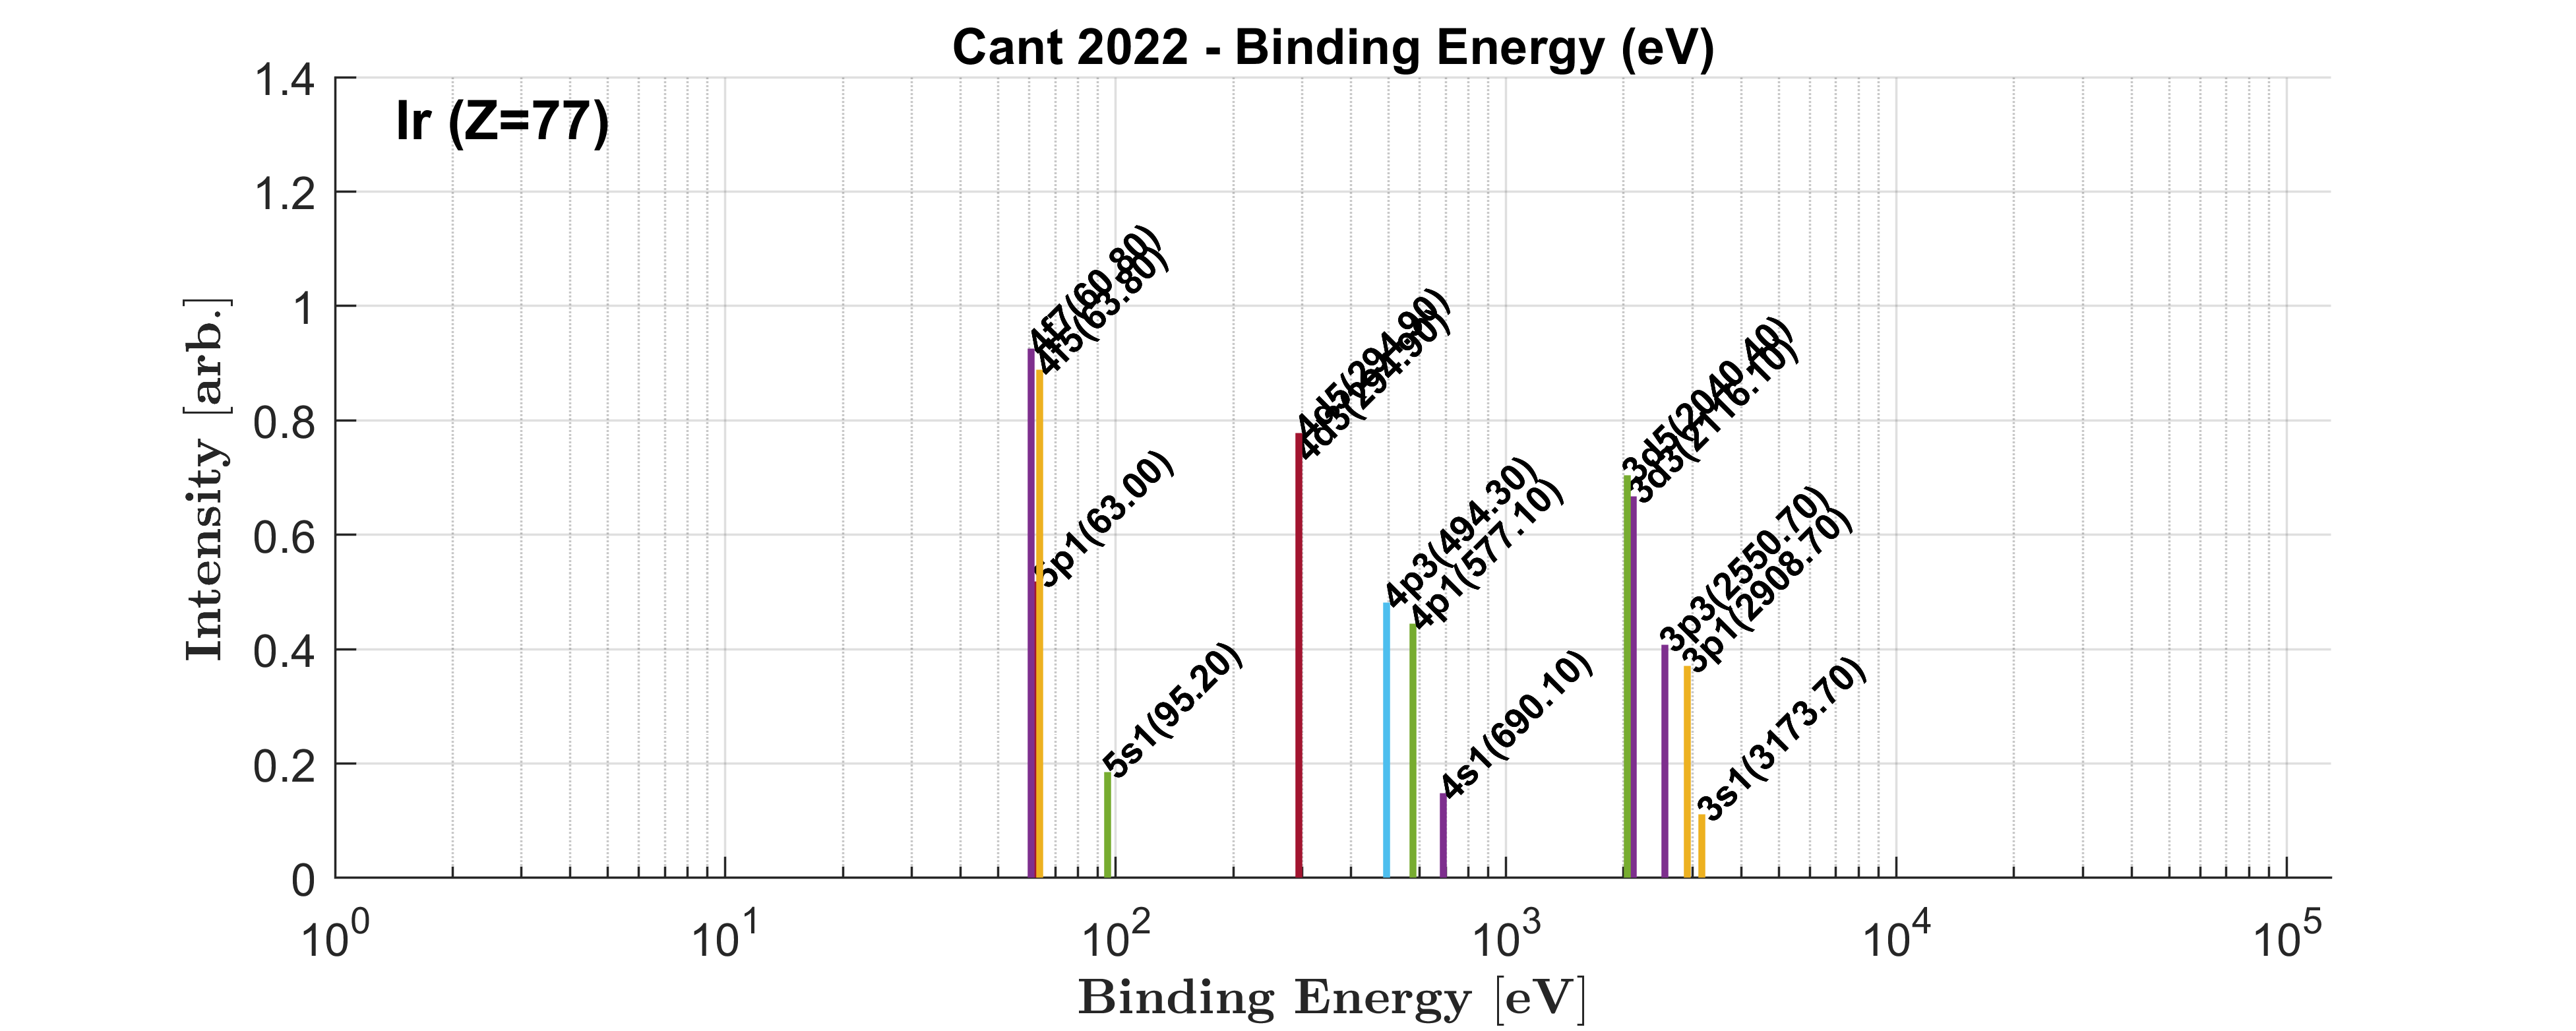 Cant 2022 - Binding Energy (eV)
Ir (Z=77)
1.4
1.2
1
0.8
0.6
0.4
0.2
0
Intensity [arb.]
4f7(60.80)
4f5(63.80)
5p1(63.00)
5s1(95.20)
4d5(294.90)
4d3(294.90)
4p3(494.30)
4p1(577.10)
4s1(690.10)
3d5(2040.40)
3d3(2116.10)
3p3(2550.70)
3p1(2908.70)
3s1(3173.70)
10^0 10^1 10^2 10^3 10^4 10^5
Binding Energy [eV]